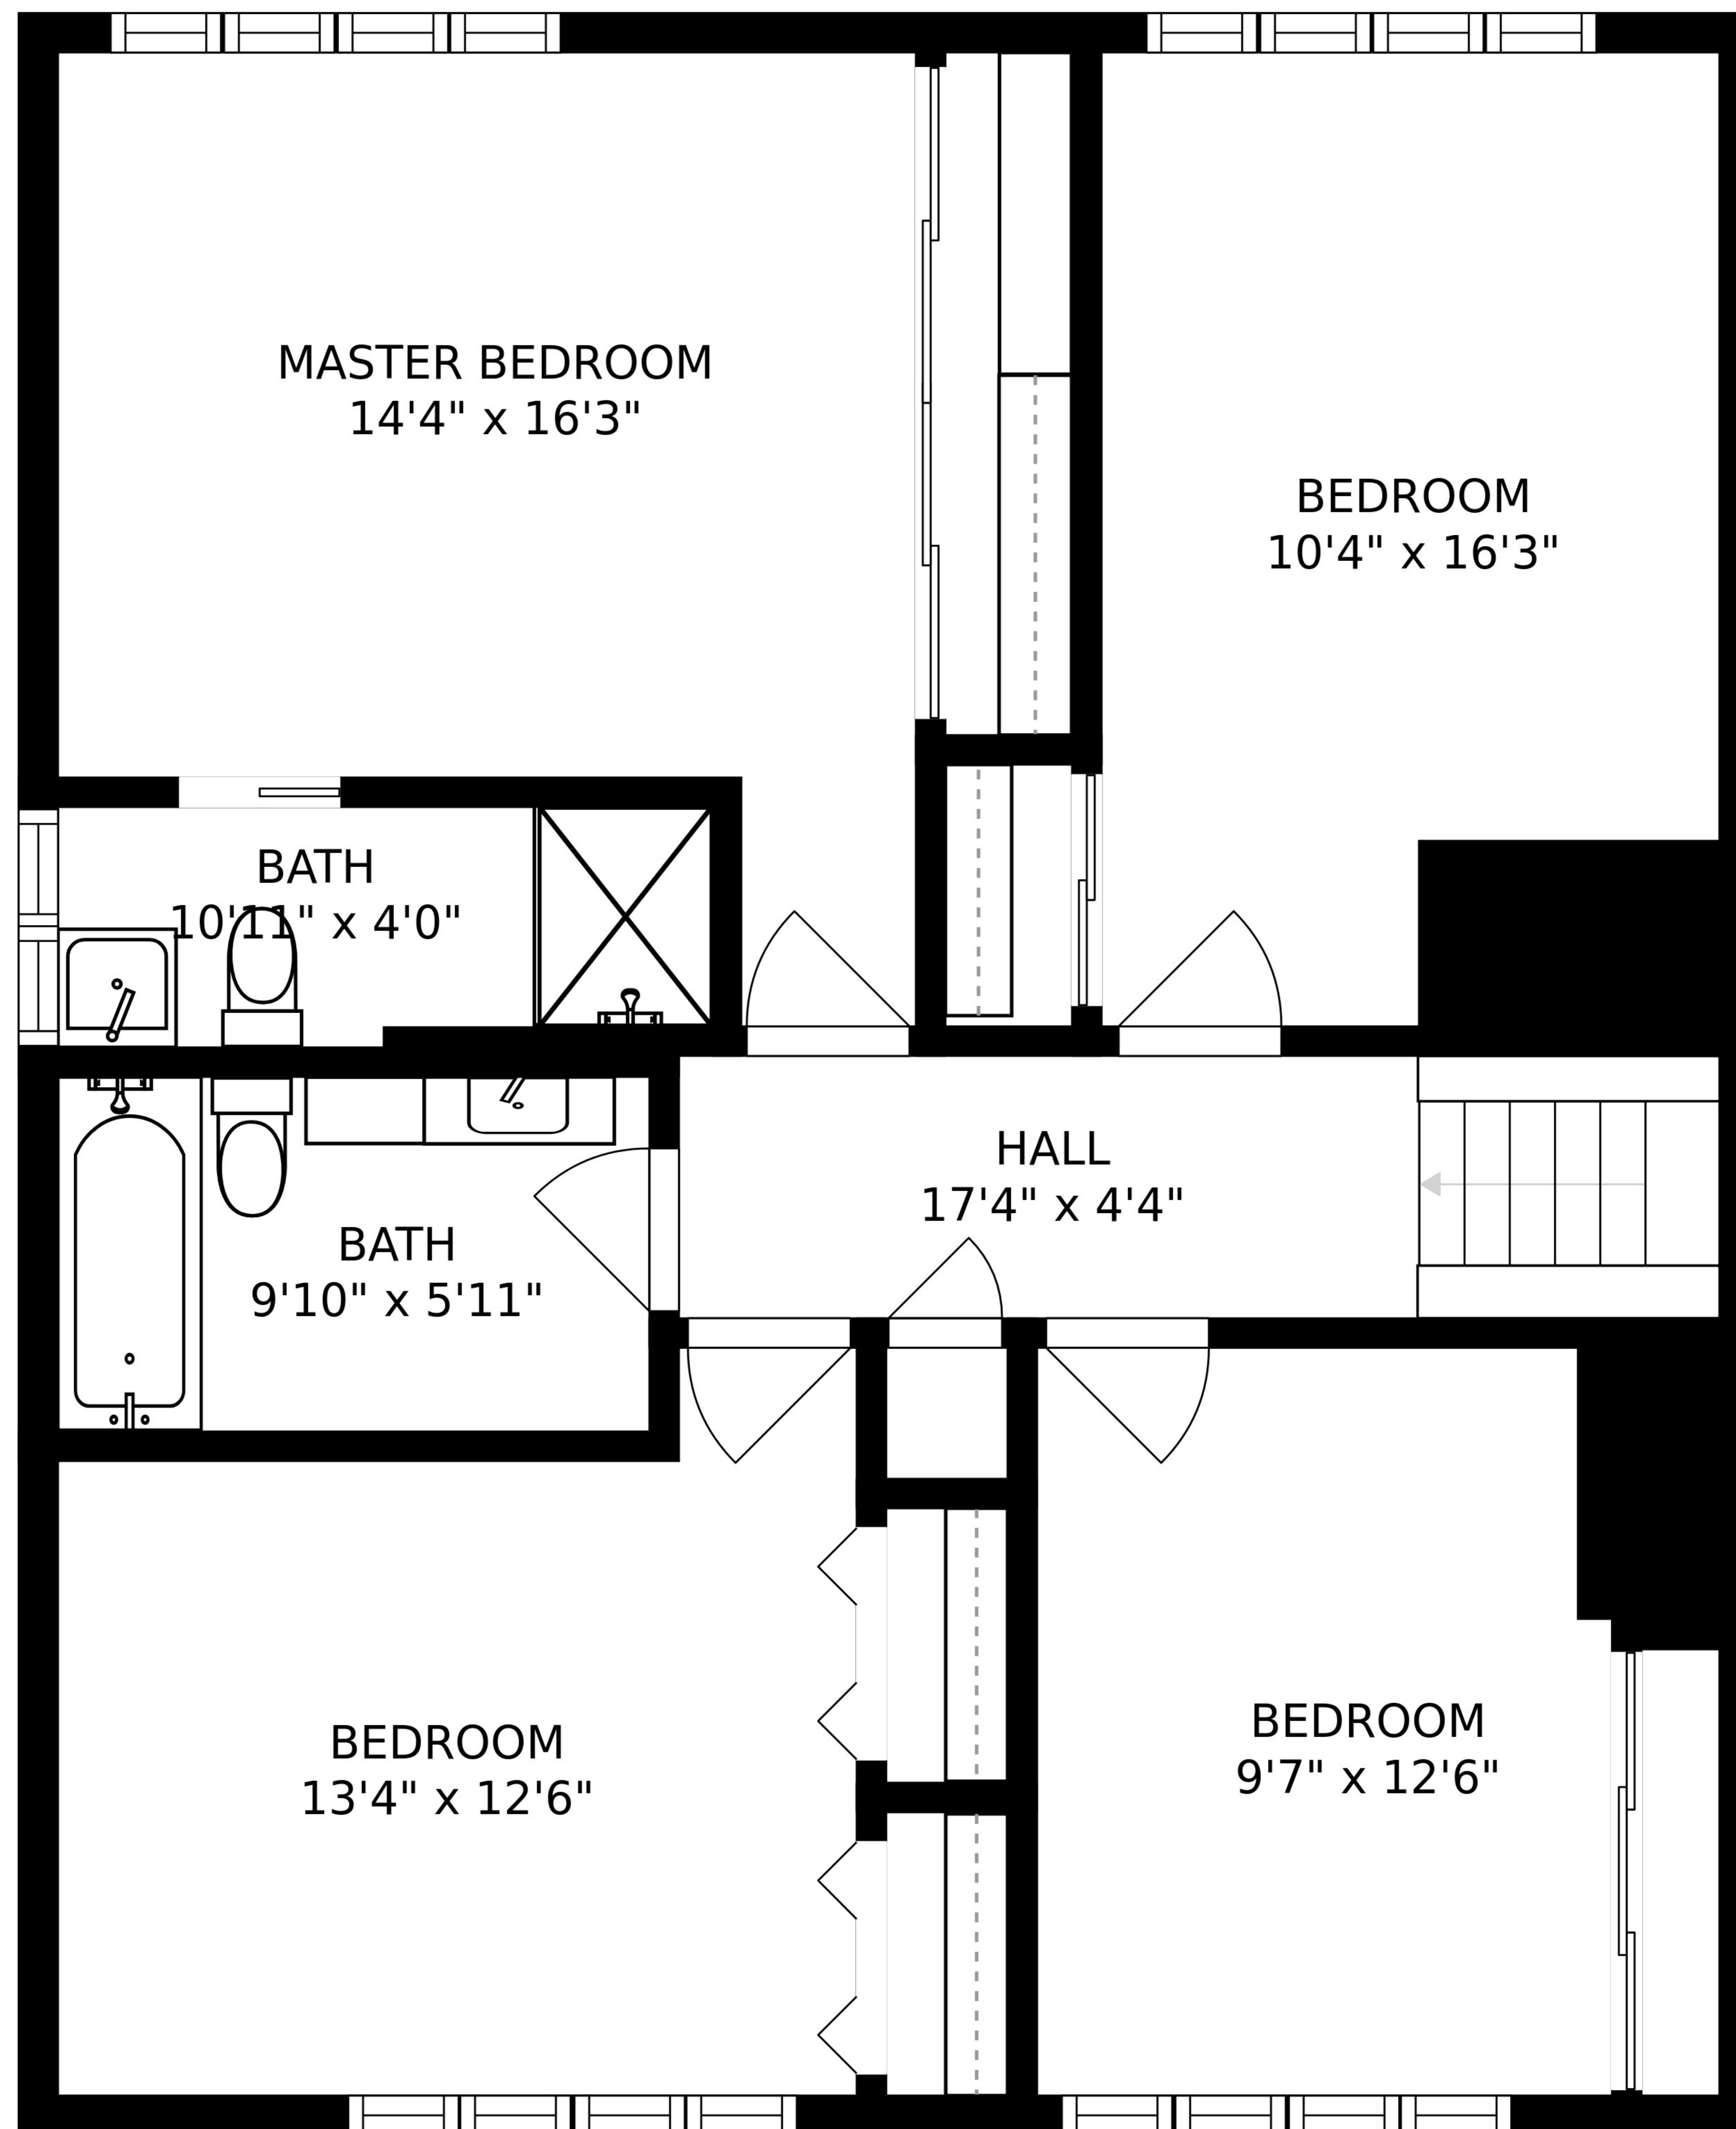 MASTER BEDROOM
14'4" x 16'3"
BEDROOM
10'4" x 16'3"
BATH
10'11" x 4'0"
HALL
17'4" x 4'4"
BATH
9'10" x 5'11"
BEDROOM
13'4" x 12'6"
BEDROOM
9'7" x 12'6"